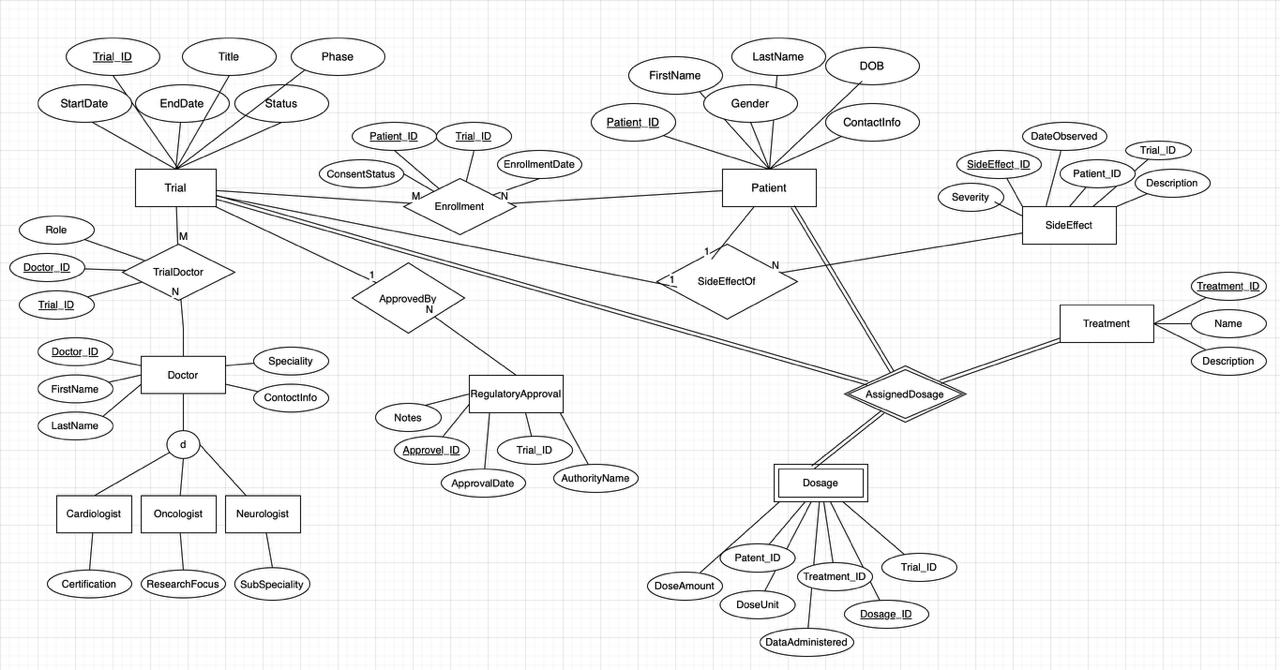 Trial_ID
Title
Phase
StartDate
EndDate
Status
Trial
Patient_ID
Trial_ID
ConsentStatus
EnrollmentDate
M
N
Enrollment
FirstName
LastName
DOB
Patient_ID
Gender
ContactInfo
Patient
DateObserved
SideEffect_ID
Trial_ID
Patient_ID
Severity
Description
SideEffect
Role
M
Doctor_ID
TrialDoctor
Trial_ID
N
1
ApprovedBy
N
1
N
1
SideEffectOf
Treatment_ID
Treatment
Name
Description
Doctor_ID
Doctor
Speciality
FirstName
ContoctInfo
LastName
d
RegulatoryApproval
Notes
Approvel_ID
Trial_ID
ApprovalDate
AuthorityName
AssignedDosage
Dosage
Cardiologist
Oncologist
Neurologist
Certification
ResearchFocus
SubSpeciality
Patent_ID
Trial_ID
DoseAmount
Treatment_ID
DoseUnit
Dosage_ID
DataAdministered